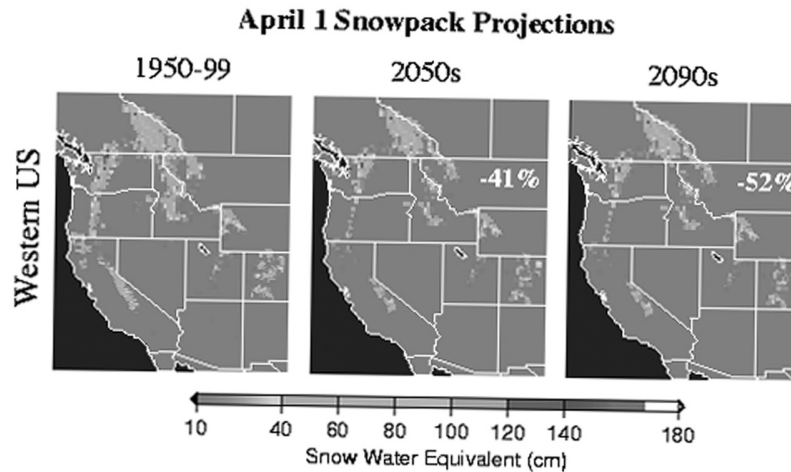 April 1 Snowpack Projections
1950-99
2050s
2090s
Western US
-41%
-52%
10 40 60 80 100 120 140 180
Snow Water Equivalent (cm)